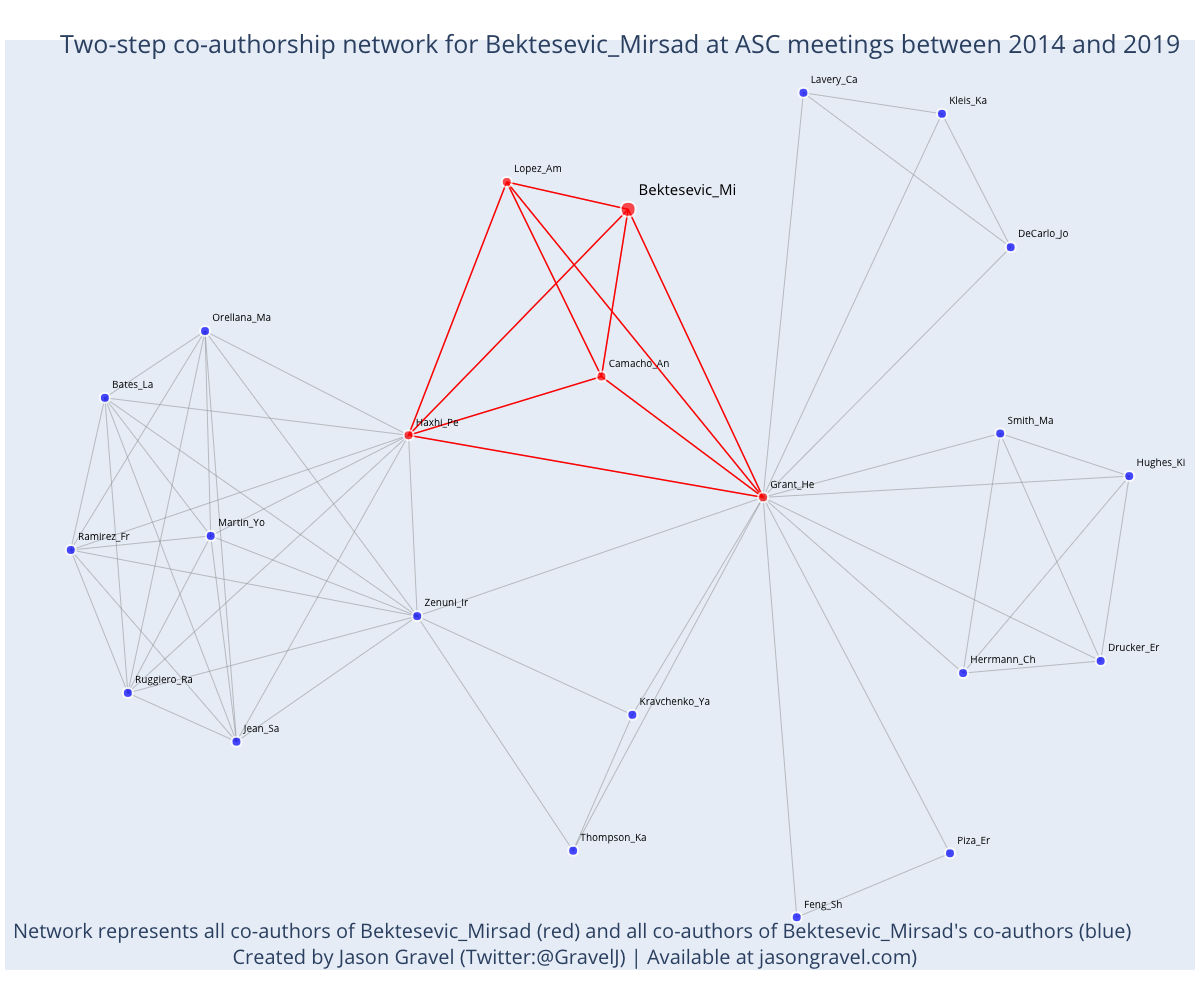 Two-step co-authorship network for Bektesevic_Mirsad at ASC meetings between 2014 and 2019
Lavery_Ca
Kleis_Ka
Lopez_Am
Bektesevic_Mi
DeCarlo_Jo
Orellana_Ma
Camacho_An
Bates_La
Haxhi_Pe
Smith_Ma
Hughes_Ki
Grant_He
Martin_Yo
Ramirez_Fr
Zenuni_Ir
Drucker_Er
Herrmann_Ch
Ruggiero_Ra
Kravchenko_Ya
Jean_Sa
Thompson_Ka
Piza_Er
Feng_Sh
Network represents all co-authors of Bektesevic_Mirsad (red) and all co-authors of Bektesevic_Mirsad's co-authors (blue)
Created by Jason Gravel (Twitter:@GravelJ) | Available at jasongravel.com)